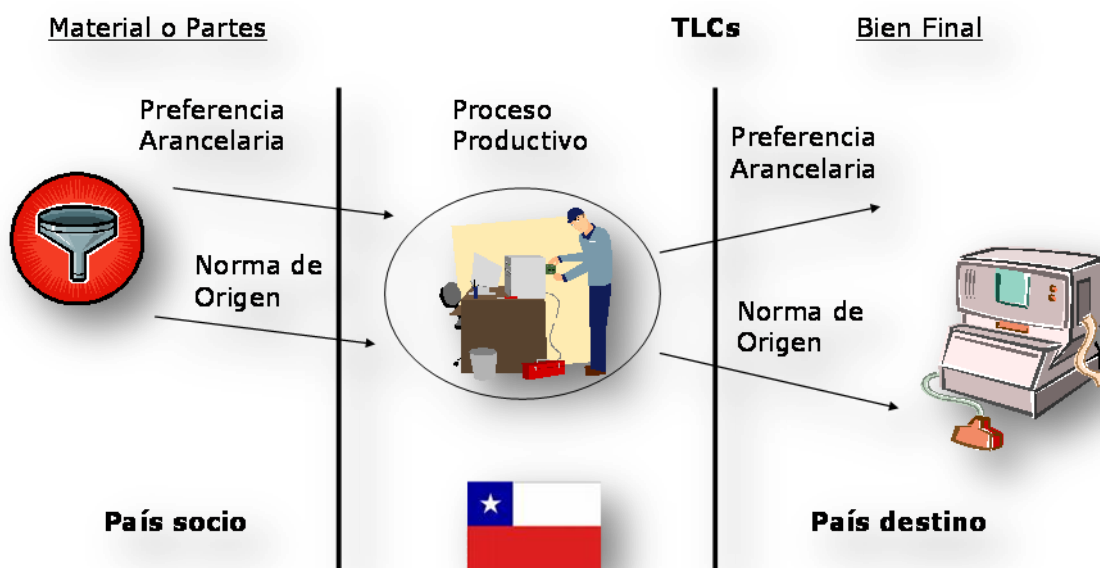 Material o Partes
TLCs
Bien Final
Preferencia
Arancelaria
Proceso
Productivo
Preferencia
Arancelaria
Norma de
Origen
Norma de
Origen
País socio
País destino